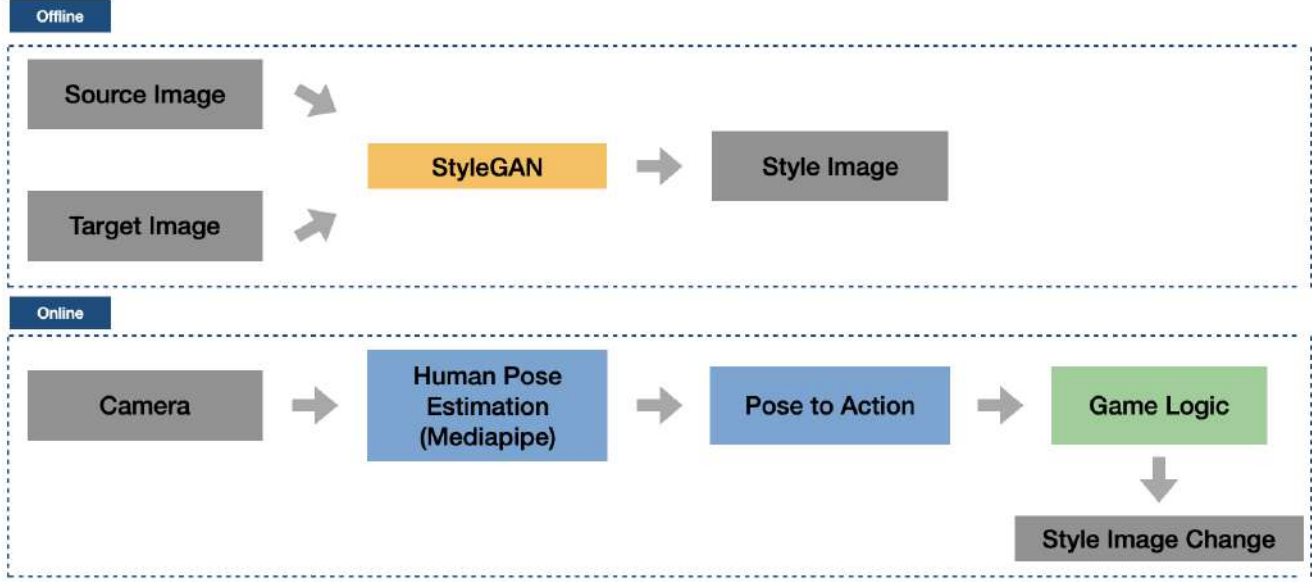 Offline
Source Image
StyleGAN
Style Image
Target Image
Online
Camera
Human Pose
Estimation
(Mediapipe)
Pose to Action
Game Logic
Style Image Change